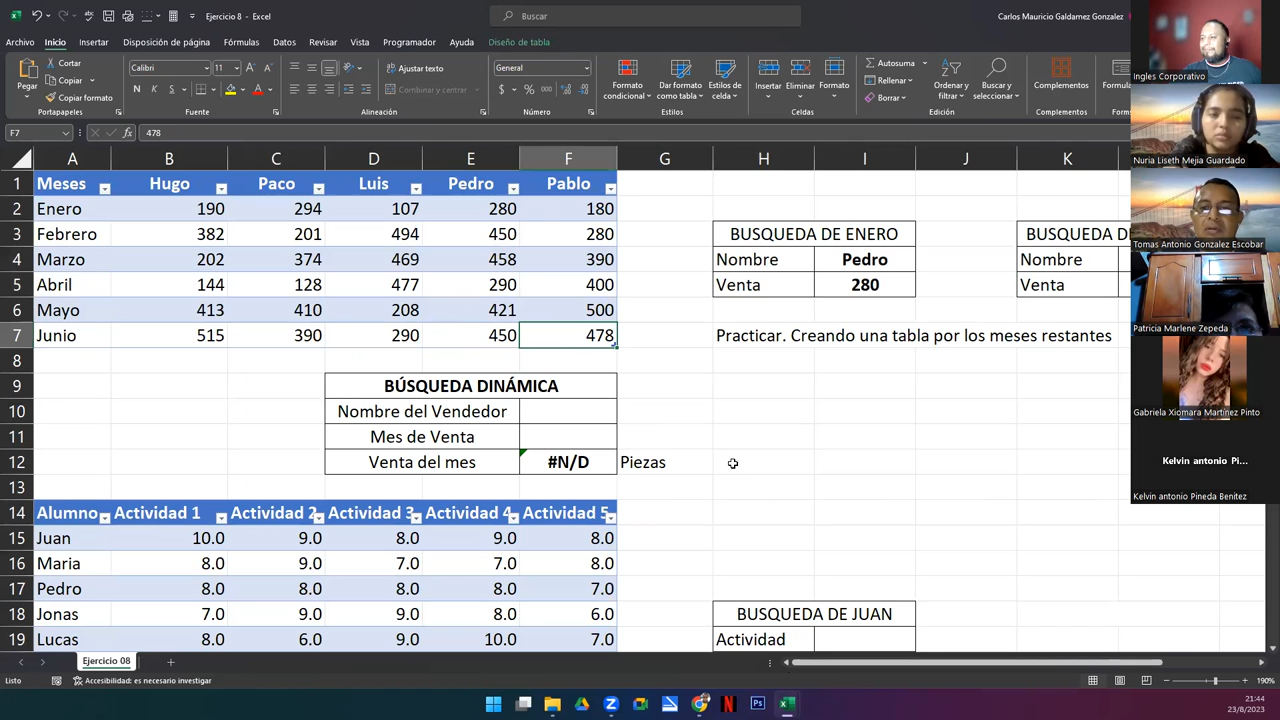 Ejercicio 8 - Excel
Buscar
Carlos Mauricio Galdamez Gonzalez
Archivo Inicio Insertar Disposición de página Fórmulas Datos Revisar Vista Programador Ayuda Diseño de tabla
Pegar
Cortar
Copiar
Copiar formato
Portapapeles
Calibri 11
N K S
Fuente
Ajustar texto
Combinar y centrar
Alineación
General
$ % 000
Número
Formato condicional
Dar formato como tabla
Estilos de celda
Estilos
Insertar
Eliminar
Formato
Celdas
Autosuma
Rellenar
Borrar
Ordenar y filtrar
Buscar y seleccionar
Edición
Complementos
Complementos
F7 fx 478
A B C D E F G H I J K
1 Meses Hugo Paco Luis Pedro Pablo
2 Enero 190 294 107 280 180
3 Febrero 382 201 494 450 280 BUSQUEDA DE ENERO BUSQUEDA DE
4 Marzo 202 374 469 458 390 Nombre Pedro Nombre
5 Abril 144 128 477 290 400 Venta 280 Venta
6 Mayo 413 410 208 421 500
7 Junio 515 390 290 450 478 Practicar. Creando una tabla por los meses restantes
8
9 BÚSQUEDA DINÁMICA
10 Nombre del Vendedor
11 Mes de Venta
12 Venta del mes #N/D Piezas
13
14 Alumno Actividad 1 Actividad 2 Actividad 3 Actividad 4 Actividad 5
15 Juan 10.0 9.0 8.0 9.0 8.0
16 Maria 8.0 9.0 7.0 7.0 8.0
17 Pedro 8.0 8.0 8.0 8.0 7.0
18 Jonas 7.0 9.0 9.0 8.0 6.0 BUSQUEDA DE JUAN
19 Lucas 8.0 6.0 9.0 10.0 7.0 Actividad
Ejercicio 08
Listo
Accesibilidad: es necesario investigar
190%
21:44
23/8/2023
Ingles Corporativo
Nuria Liseth Mejia Guardado
Tomas Antonio Gonzalez Escobar
Patricia Marlene Zepeda
Gabriela Xiomara Martinez Pinto
Kelvin antonio Pi...
Kelvin antonio Pineda Benitez